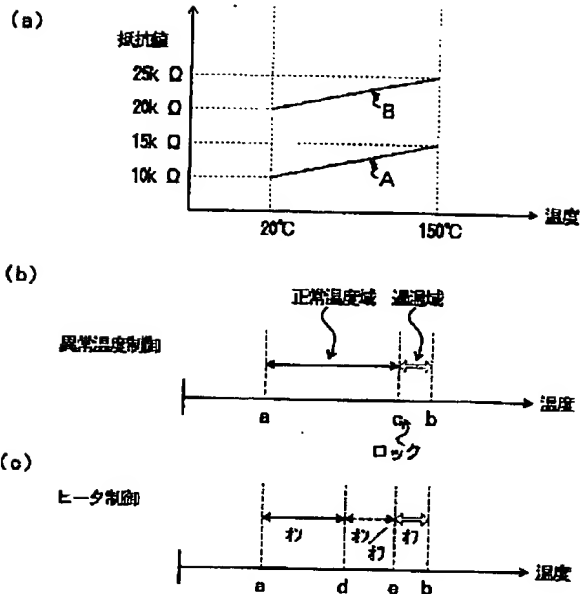 (a)
抵抗値
25k Ω
20k Ω
15k Ω
10k Ω
B
A
20℃
150℃
温度
(b)
正常温度域 過温域
異常温度制御
a
c
b
温度
ロック
(c)
ヒータ制御
オン
オン/オフ
オフ
a
d
e
b
温度